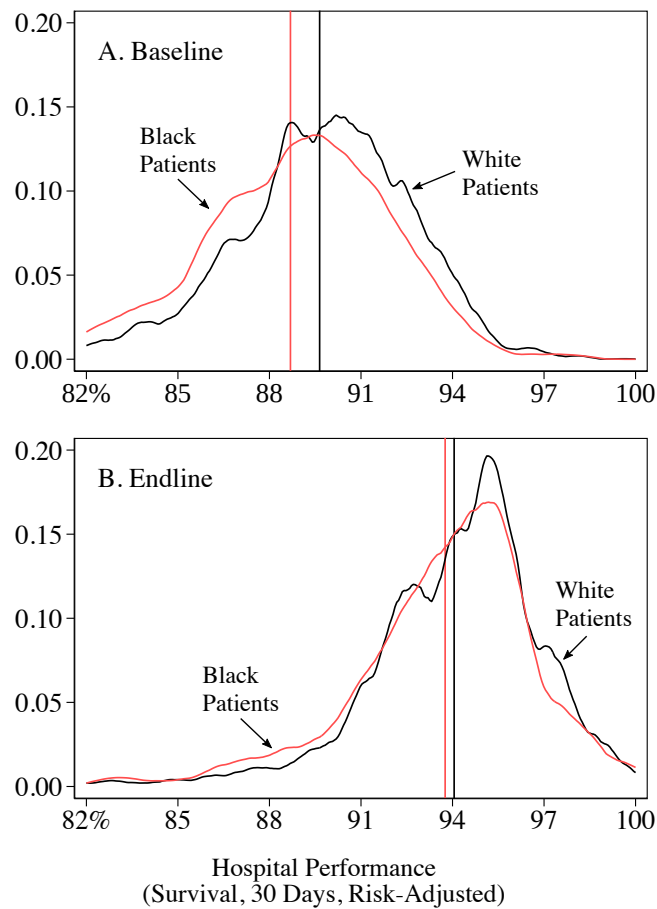 0.20
A. Baseline
0.15
Black
Patients
White
Patients
0.10
0.05
0.00
82% 85 88 91 94 97 100
0.20
B. Endline
0.15
White
Patients
0.10
Black
Patients
0.05
0.00
82% 85 88 91 94 97 100
Hospital Performance
(Survival, 30 Days, Risk-Adjusted)